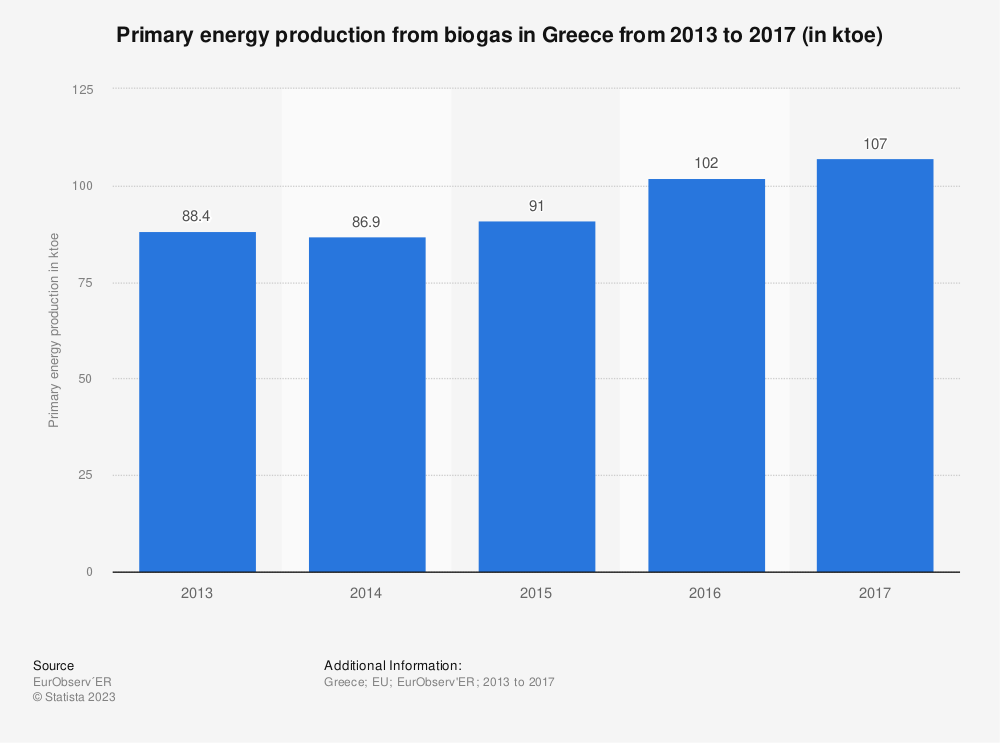 Primary energy production from biogas in Greece from 2013 to 2017 (in ktoe)
125
100
75
50
25
0
Primary energy production in ktoe
88.4
86.9
91
102
107
2013
2014
2015
2016
2017
Source
EurObserv´ER
© Statista 2023
Additional Information:
Greece; EU; EurObserv'ER; 2013 to 2017